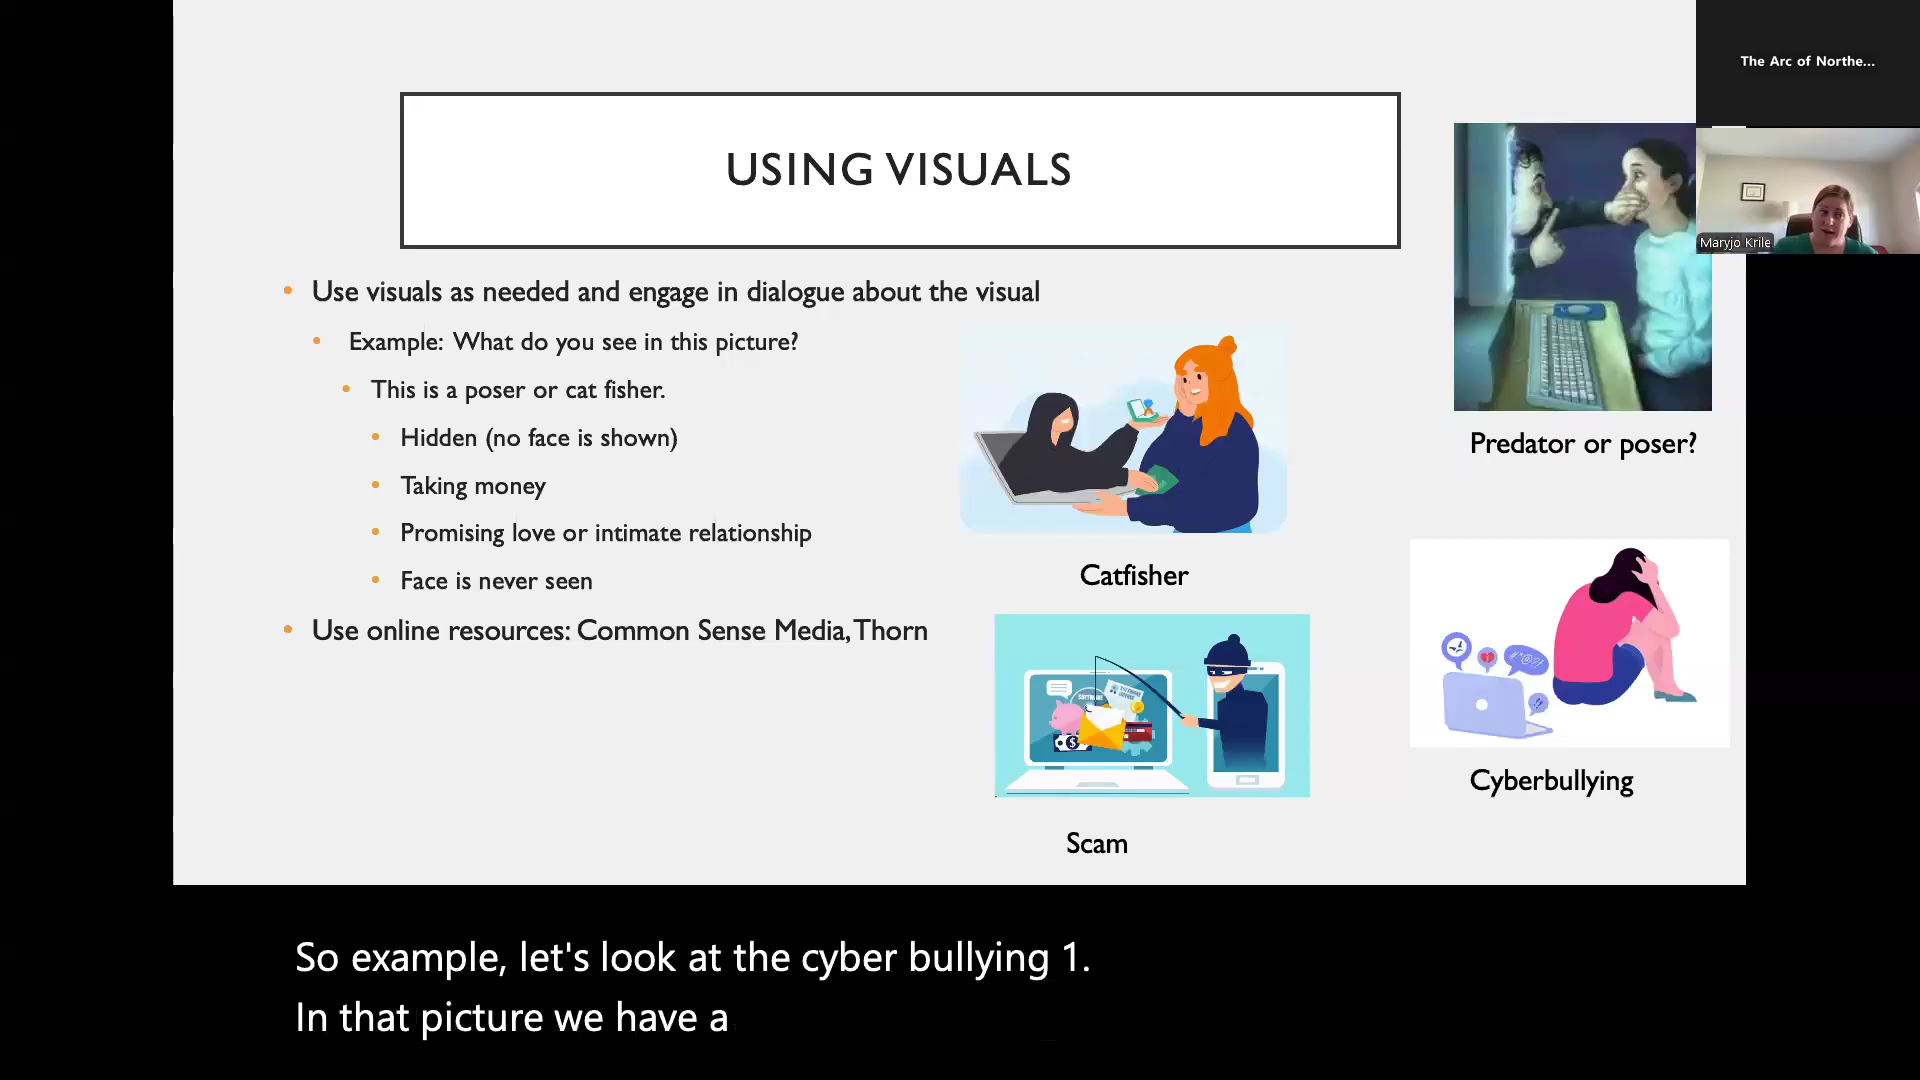 The Arc of Northe...
USING VISUALS
Maryjo Krile
• Use visuals as needed and engage in dialogue about the visual
• Example: What do you see in this picture?
• This is a poser or cat fisher.
• Hidden (no face is shown)
• Taking money
• Promising love or intimate relationship
• Face is never seen
• Use online resources: Common Sense Media, Thorn
Predator or poser?
Catfisher
SOFTWARE
#*@?!
Cyberbullying
Scam
So example, let's look at the cyber bullying 1.
In that picture we have a